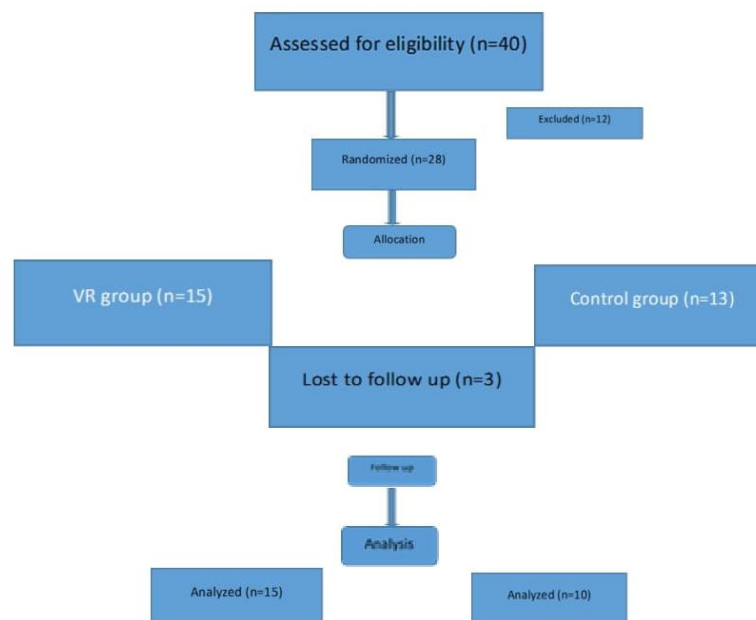 Assessed for eligibility (n=40)
Excluded (n=12)
Randomized (n=28)
Allocation
VR group (n=15)
Control group (n=13)
Lost to follow up (n=3)
Follow up
Analysis
Analyzed (n=15)
Analyzed (n=10)